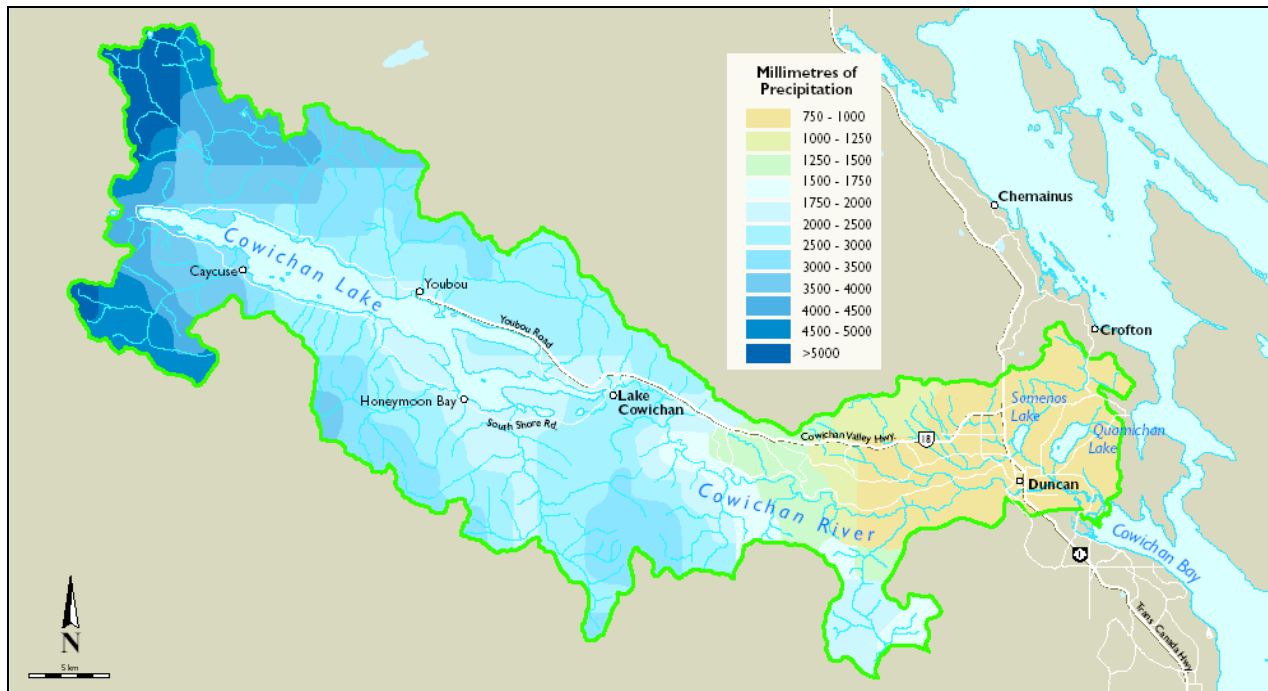 Millimetres of
Precipitation
750 - 1000
1000 - 1250
1250 - 1500
1500 - 1750
1750 - 2000
2000 - 2500
2500 - 3000
3000 - 3500
3500 - 4000
4000 - 4500
4500 - 5000
>5000
Chemainus
Cowichan Lake
Caycuse
Youbou
Youbou Road
Crofton
Honeymoon Bay
Lake
Cowichan
South Shore Rd.
Cowichan Valley Hwy.
18
Somenos
Lake
Quamichan
Lake
Duncan
Cowichan River
Cowichan Bay
1
Trans Canada Hwy
N
5 km